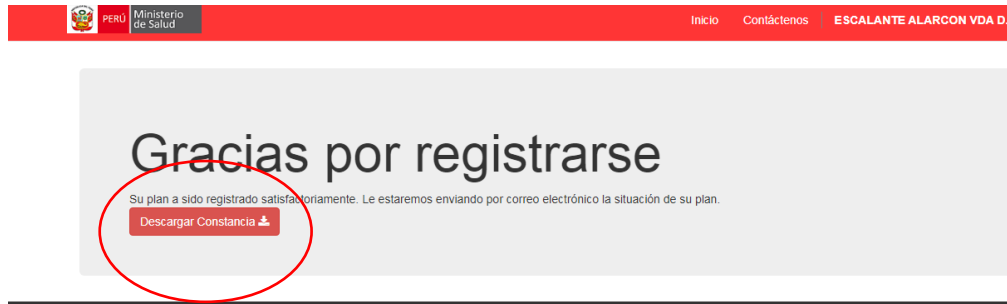 PERÚ
Ministerio
de Salud
Inicio Contáctenos ESCALANTE ALARCON VDA D
Gracias por registrarse
Su plan a sido registrado satisfactoriamente. Le estaremos enviando por correo electrónico la situación de su plan.
Descargar Constancia